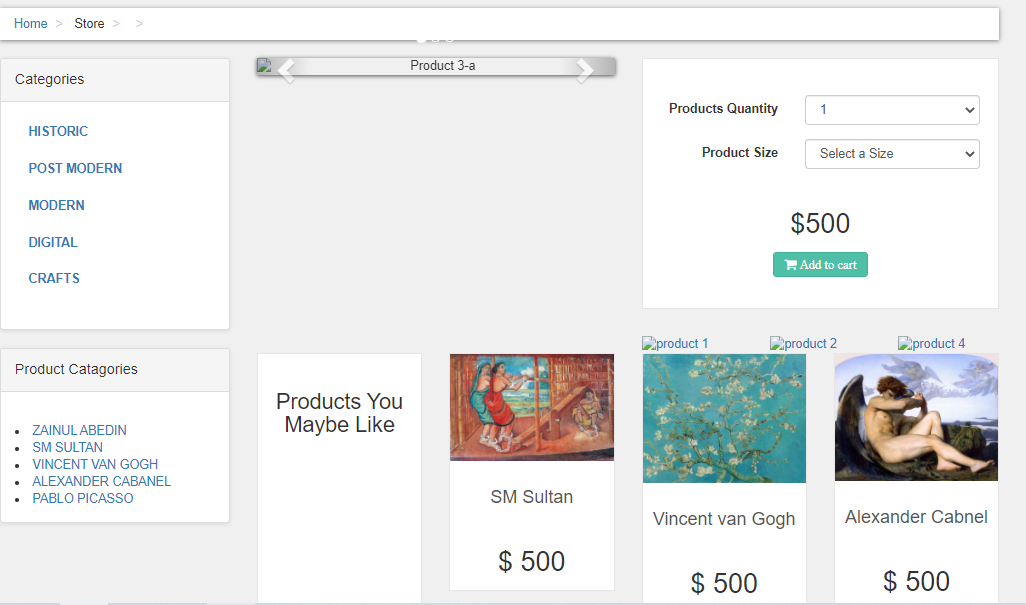 Home > Store > >
Categories
HISTORIC
POST MODERN
MODERN
DIGITAL
CRAFTS
Product Catagories
ZAINUL ABEDIN
SM SULTAN
VINCENT VAN GOGH
ALEXANDER CABANEL
PABLO PICASSO
Product 3-a
Products Quantity 1
Product Size Select a Size
$500
Add to cart
product 1 product 2 product 4
Products You
Maybe Like
SM Sultan
$ 500
Vincent van Gogh
$ 500
Alexander Cabnel
$ 500